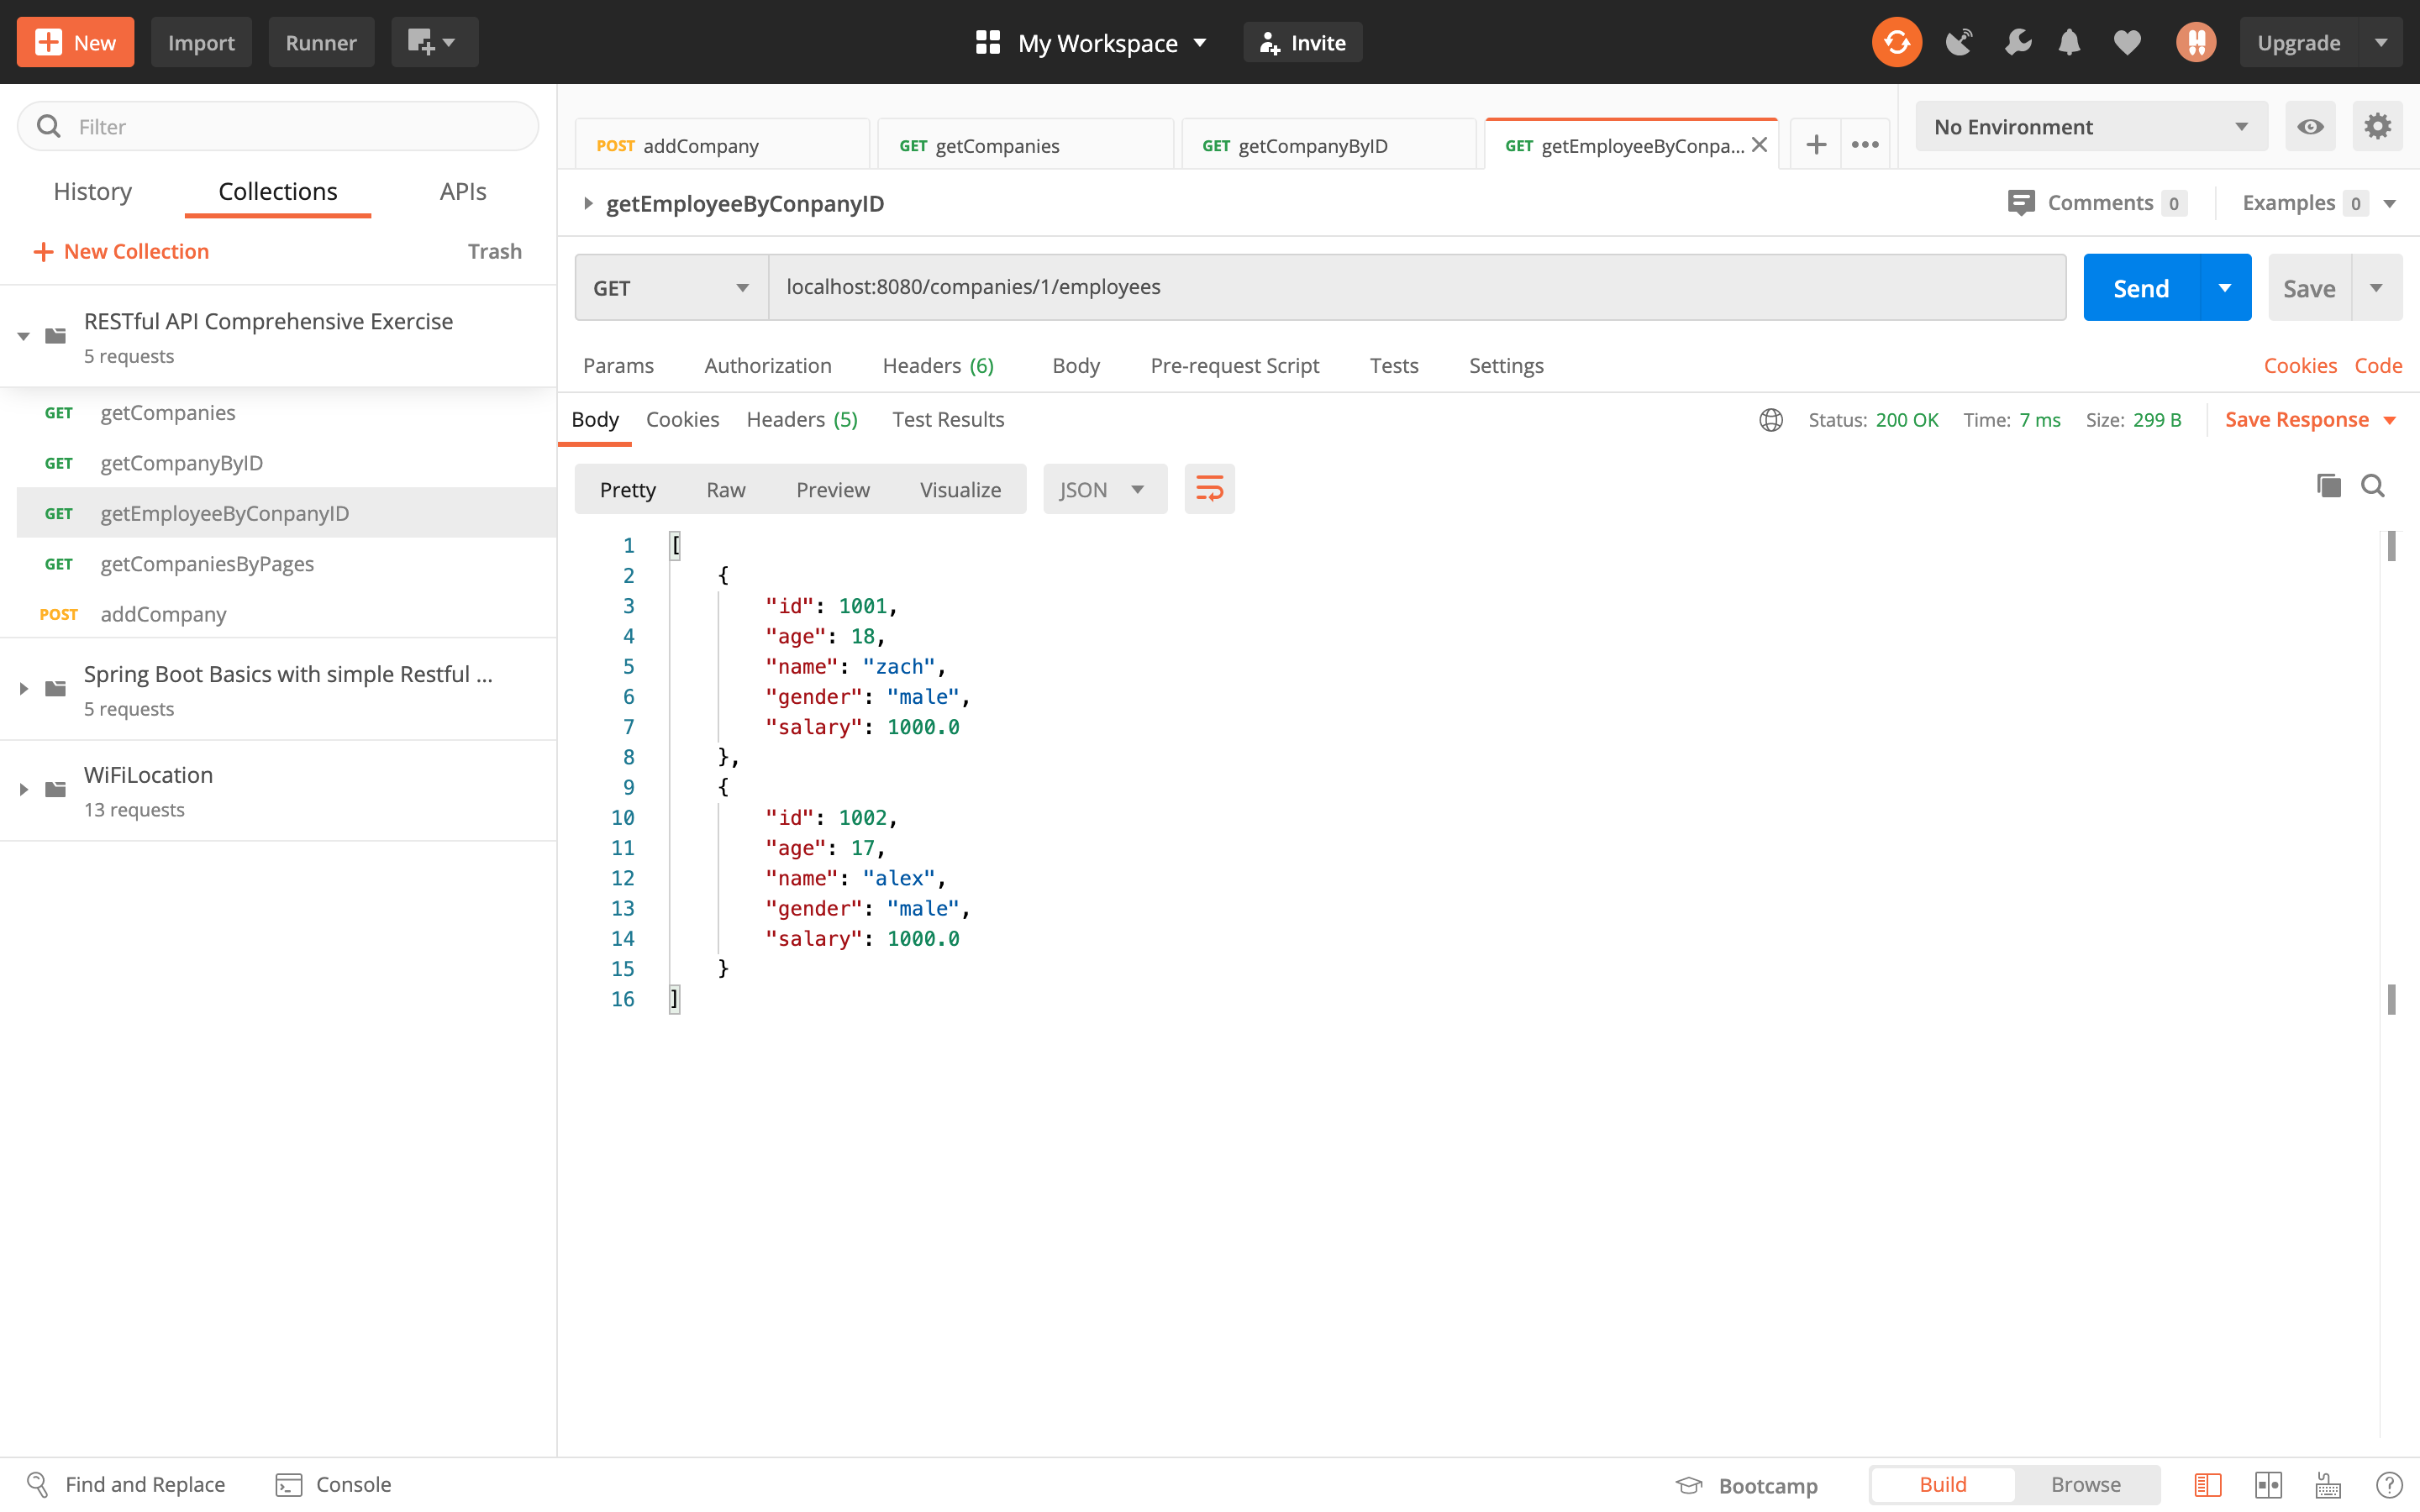 New Import Runner My Workspace Invite Upgrade
Filter
History Collections APIs
New Collection Trash
RESTful API Comprehensive Exercise
5 requests
GET getCompanies
GET getCompanyByID
GET getEmployeeByConpanyID
GET getCompaniesByPages
POST addCompany
Spring Boot Basics with simple Restful ...
5 requests
WiFiLocation
13 requests
POST addCompany GET getCompanies GET getCompanyByID GET getEmployeeByConpa... No Environment
getEmployeeByConpanyID Comments 0 Examples 0
GET localhost:8080/companies/1/employees Send Save
Params Authorization Headers (6) Body Pre-request Script Tests Settings Cookies Code
Body Cookies Headers (5) Test Results Status: 200 OK Time: 7 ms Size: 299 B Save Response
Pretty Raw Preview Visualize JSON
1 [
2 {
3 "id": 1001,
4 "age": 18,
5 "name": "zach",
6 "gender": "male",
7 "salary": 1000.0
8 },
9 {
10 "id": 1002,
11 "age": 17,
12 "name": "alex",
13 "gender": "male",
14 "salary": 1000.0
15 }
16 ]
Find and Replace Console Bootcamp Build Browse